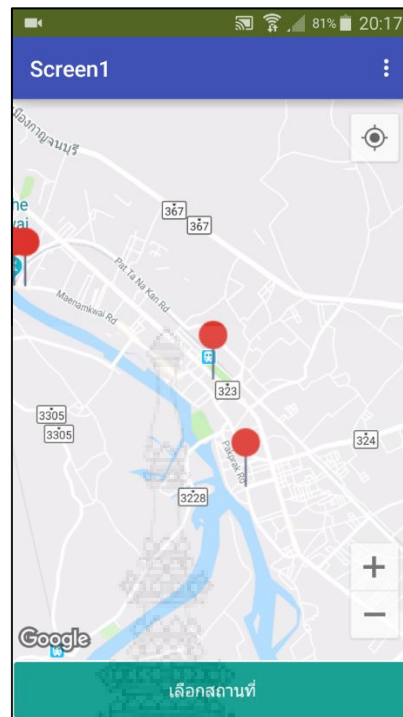 81% 20:17
Screen1
เมืองกาญจนบุรี
367
367
Pat Ta Na Kan Rd
Maenamkwai Rd
323
3305
3305
324
Pakprak Rd
3228
Google
เลือกสถานที่